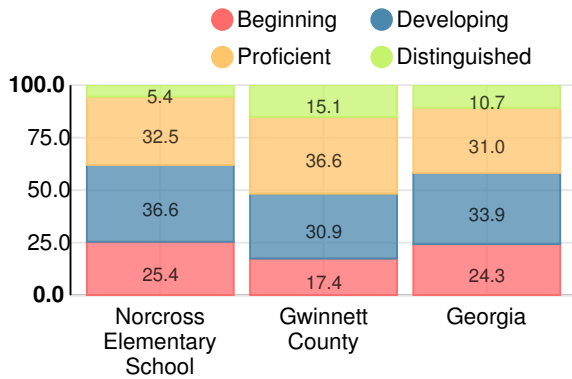 Beginning
Developing
Proficient
Distinguished
100.0
75.0
50.0
25.0
0.0
5.4
15.1
10.7
32.5
36.6
31.0
36.6
30.9
33.9
25.4
17.4
24.3
Norcross
Elementary
School
Gwinnett
County
Georgia